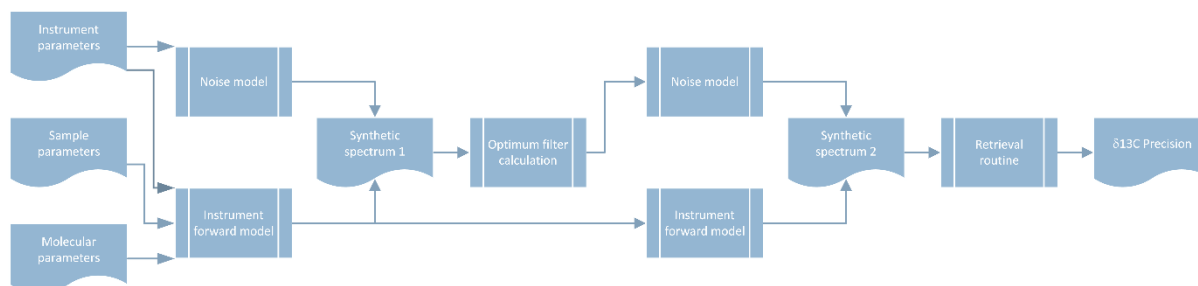 Instrument
parameters
Noise model
Noise model
Sample
parameters
Synthetic
spectrum 1
Optimum filter
calculation
Synthetic
spectrum 2
Retrieval
routine
δ13C Precision
Molecular
parameters
Instrument
forward model
Instrument
forward model